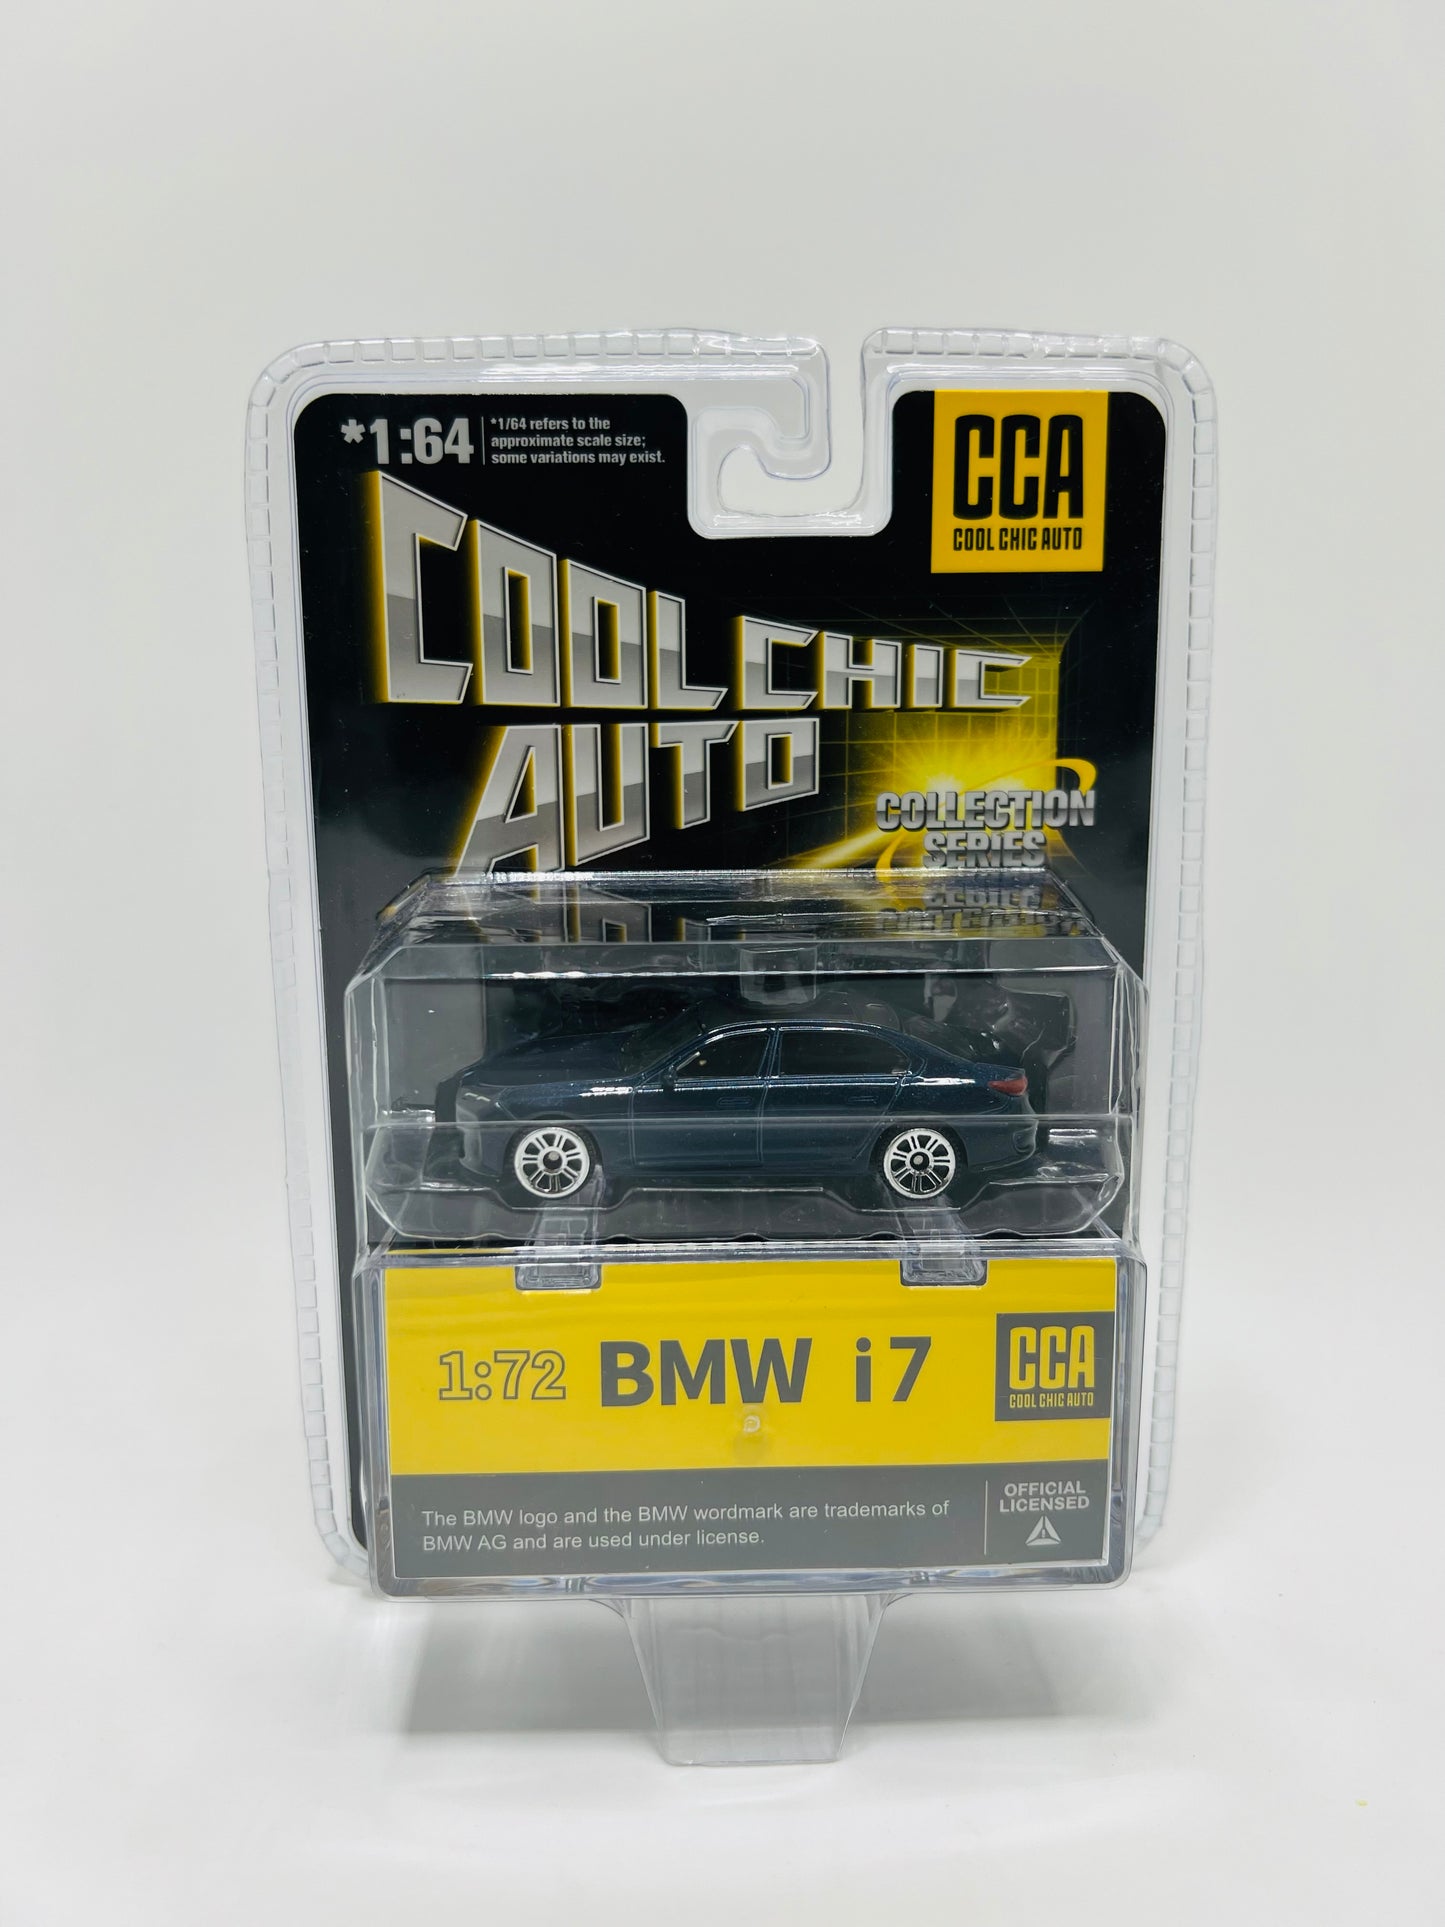 *1:64
*1/64 refers to the
approximate scale size;
some variations may exist.
CCA
COOL CHIC AUTO
COOL CHIC
AUTO
COLLECTION
SERIES
1:72 BMW i7
CCA
COOL CHIC AUTO
The BMW logo and the BMW wordmark are trademarks of
BMW AG and are used under license.
OFFICIAL
LICENSED